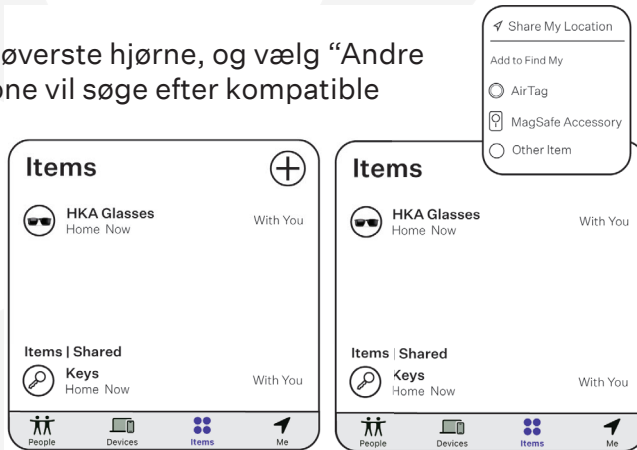 øverste hjørne, og vælg “Andre
one vil søge efter kompatible
Share My Location
Add to Find My
AirTag
MagSafe Accessory
Other Item
Items
HKA Glasses
Home Now
With You
Items | Shared
Keys
Home Now
With You
People
Devices
Items
Me
Items
HKA Glasses
Home Now
With You
Items | Shared
Keys
Home Now
With You
People
Devices
Items
Me